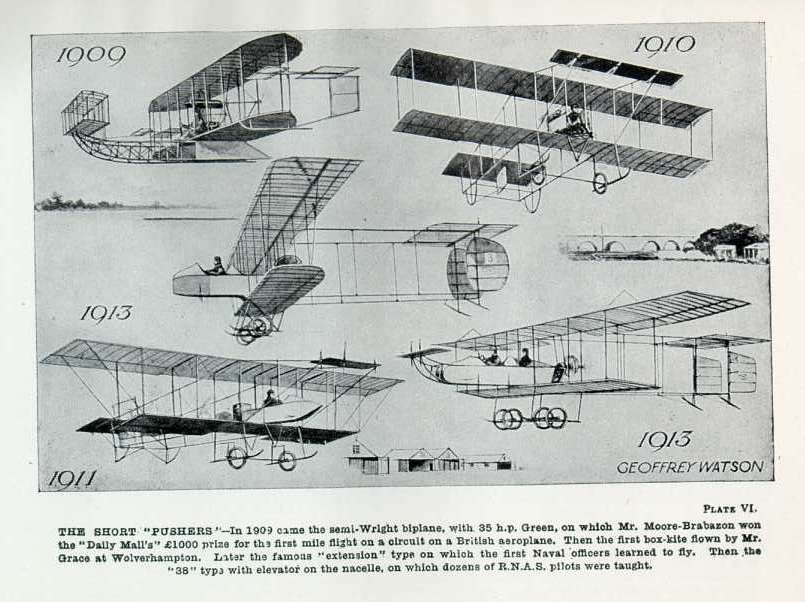 1909
1910
1913
1911
1913
GEOFFREY WATSON
PLATE VI.
THE SHORT "PUSHERS"—In 1909 came the semi-Wright biplane, with 35 h.p. Green, on which Mr. Moore-Brabazon won
the "Daily Mail's" £1000 prize for the first mile flight on a circuit on a British aeroplane. Then the first box-kite flown by Mr.
Grace at Wolverhampton. Later the famous "extension" type on which the first Naval officers learned to fly. Then the
"38" type with elevator on the nacelle, on which dozens of R.N.A.S. pilots were taught.